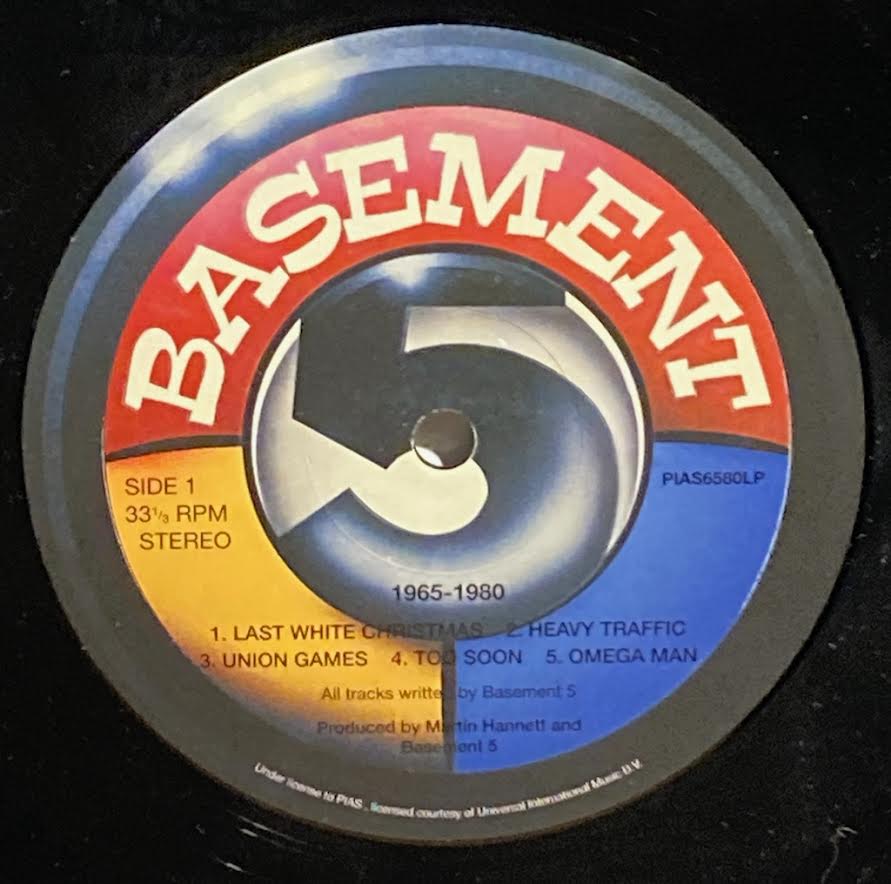 BASEMENT
5
SIDE 1
33⅓ RPM
STEREO
PIAS6580LP
1965-1980
1. LAST WHITE CHRISTMAS 2. HEAVY TRAFFIC
3. UNION GAMES 4. TOO SOON 5. OMEGA MAN
All tracks written by Basement 5
Produced by Martin Hannett and
Basement 5
Under license to PIAS . licensed courtesy of Universal International Music B.V.